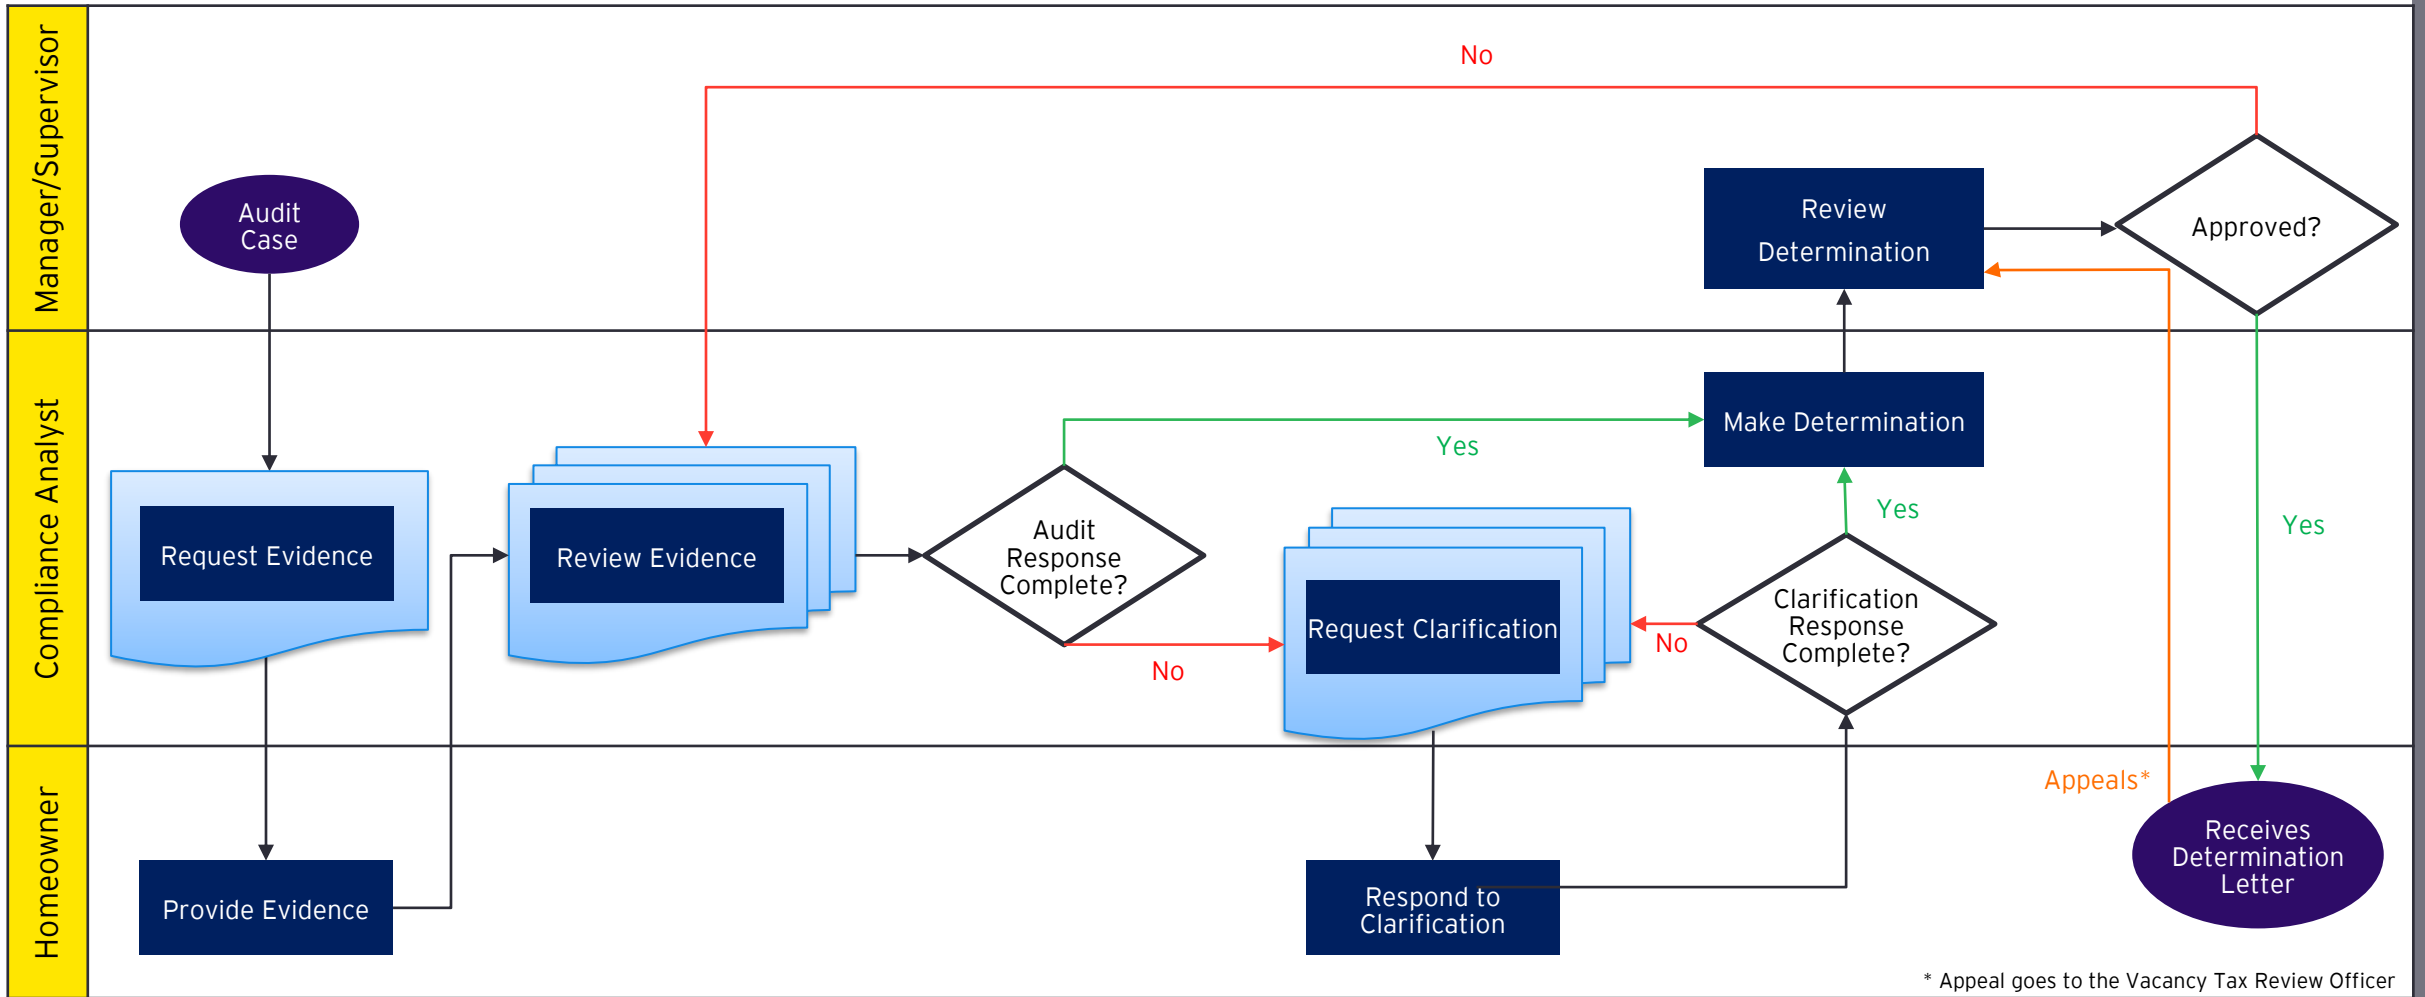 Manager/Supervisor
No
Audit
Case
Review
Determination
Approved?
Compliance Analyst
Request Evidence
Review Evidence
Audit
Response
Complete?
Yes
No
Request Clarification
Make Determination
Yes
Clarification
Response
Complete?
No
Yes
Homeowner
Provide Evidence
Respond to
Clarification
Appeals*
Receives
Determination
Letter
* Appeal goes to the Vacancy Tax Review Officer